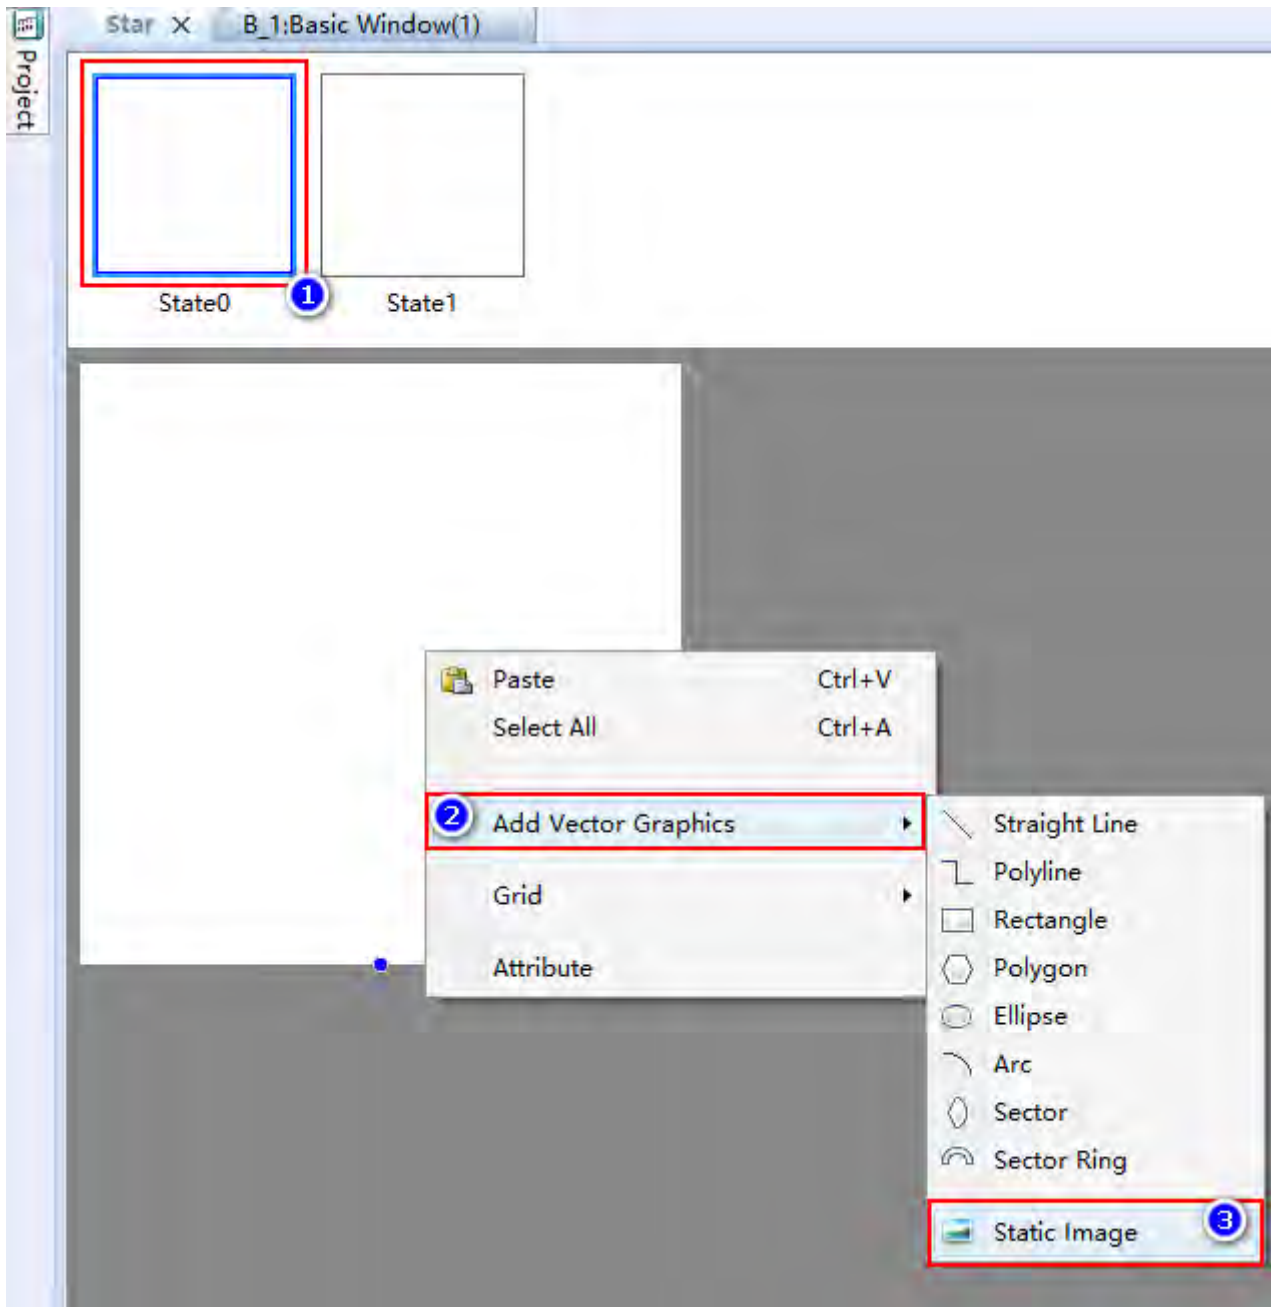 Project
Star X B_1:Basic Window(1)
State0 1 State1
Paste Ctrl+V
Select All Ctrl+A
2 Add Vector Graphics
Grid
Attribute
Straight Line
Polyline
Rectangle
Polygon
Ellipse
Arc
Sector
Sector Ring
Static Image 3